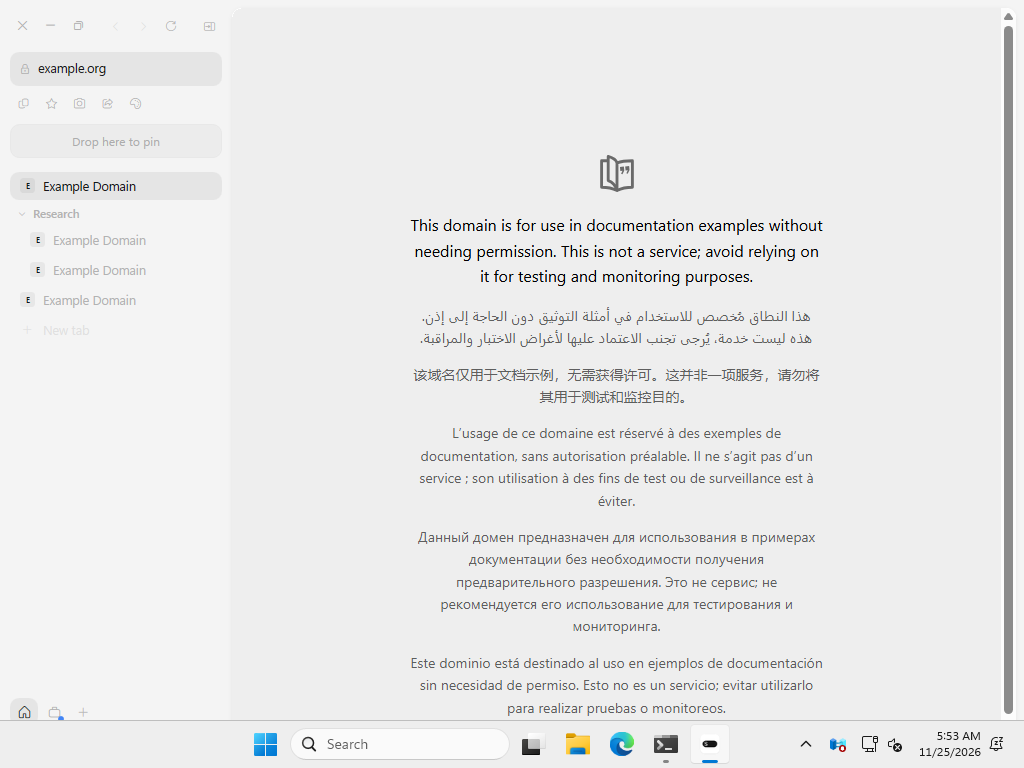 example.org
Drop here to pin
E Example Domain
Research
E Example Domain
E Example Domain
E Example Domain
New tab
This domain is for use in documentation examples without
needing permission. This is not a service; avoid relying on
it for testing and monitoring purposes.
هذا النطاق مُخصص للاستخدام في أمثلة التوثيق دون الحاجة إلى إذن.
هذه ليست خدمة، يُرجى تجنب الاعتماد عليها لأغراض الاختبار والمراقبة.
该域名仅用于文档示例，无需获得许可。这并非一项服务，请勿将
其用于测试和监控目的。
L’usage de ce domaine est réservé à des exemples de
documentation, sans autorisation préalable. Il ne s’agit pas d’un
service ; son utilisation à des fins de test ou de surveillance est à
éviter.
Данный домен предназначен для использования в примерах
документации без необходимости получения
предварительного разрешения. Это не сервис; не
рекомендуется его использование для тестирования и
мониторинга.
Este dominio está destinado al uso en ejemplos de documentación
sin necesidad de permiso. Esto no es un servicio; evitar utilizarlo
para realizar pruebas o monitoreos.
Search
5:53 AM
11/25/2026